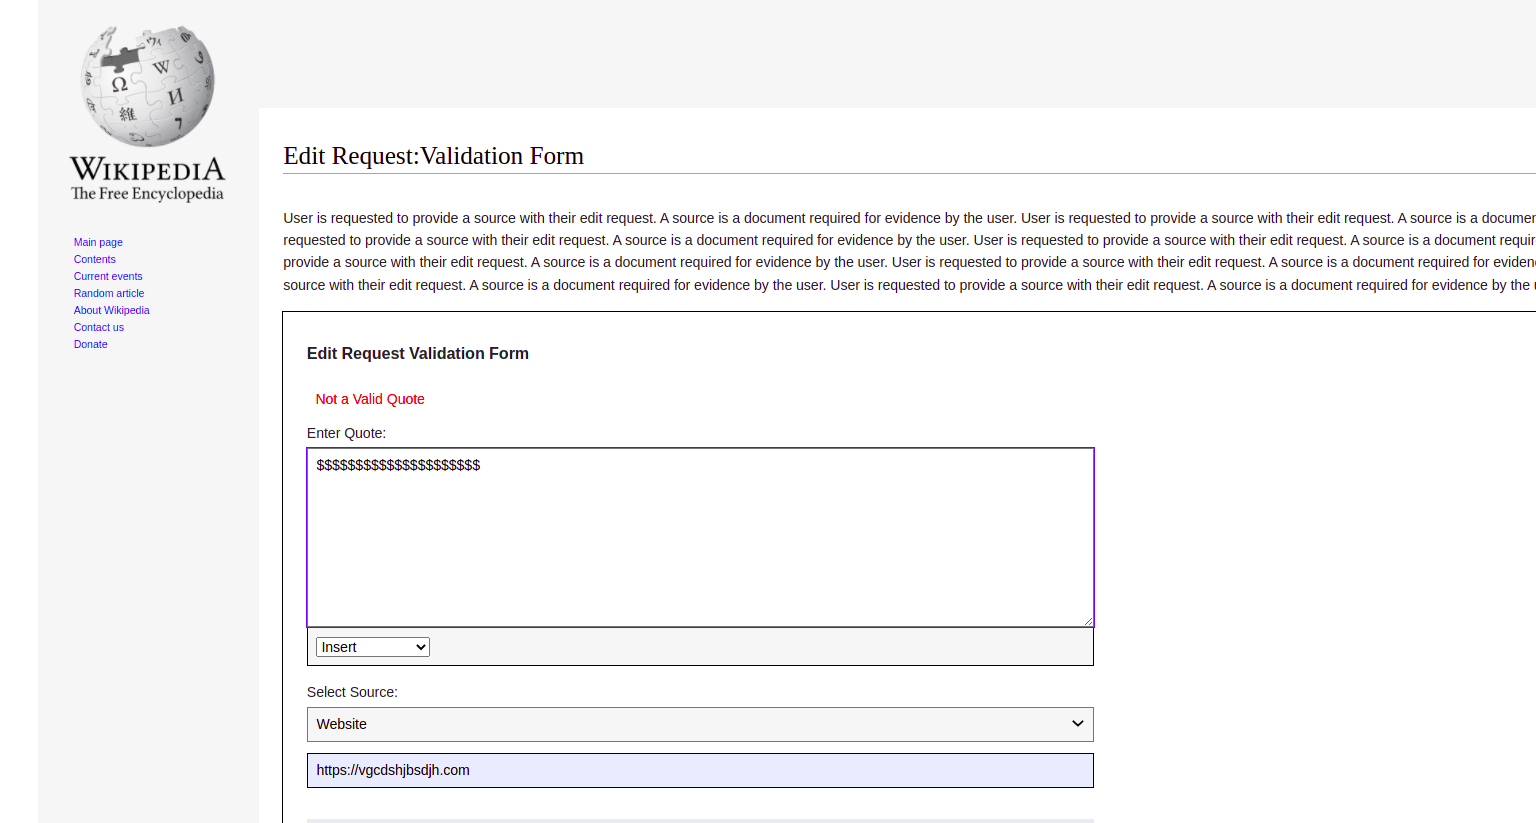 WIKIPEDIA
The Free Encyclopedia
Main page
Contents
Current events
Random article
About Wikipedia
Contact us
Donate
Edit Request:Validation Form
User is requested to provide a source with their edit request. A source is a document required for evidence by the user. User is requested to provide a source with their edit request. A source is a
requested to provide a source with their edit request. A source is a document required for evidence by the user. User is requested to provide a source with their edit request. A source is a document
provide a source with their edit request. A source is a document required for evidence by the user. User is requested to provide a source with their edit request. A source is a document required for
source with their edit request. A source is a document required for evidence by the user. User is requested to provide a source with their edit request. A source is a document required for evidence by the
Edit Request Validation Form
Not a Valid Quote
Enter Quote:
$$$$$$$$$$$$$$$$$$$$$
Insert
Select Source:
Website
https://vgcdshjbsdjh.com